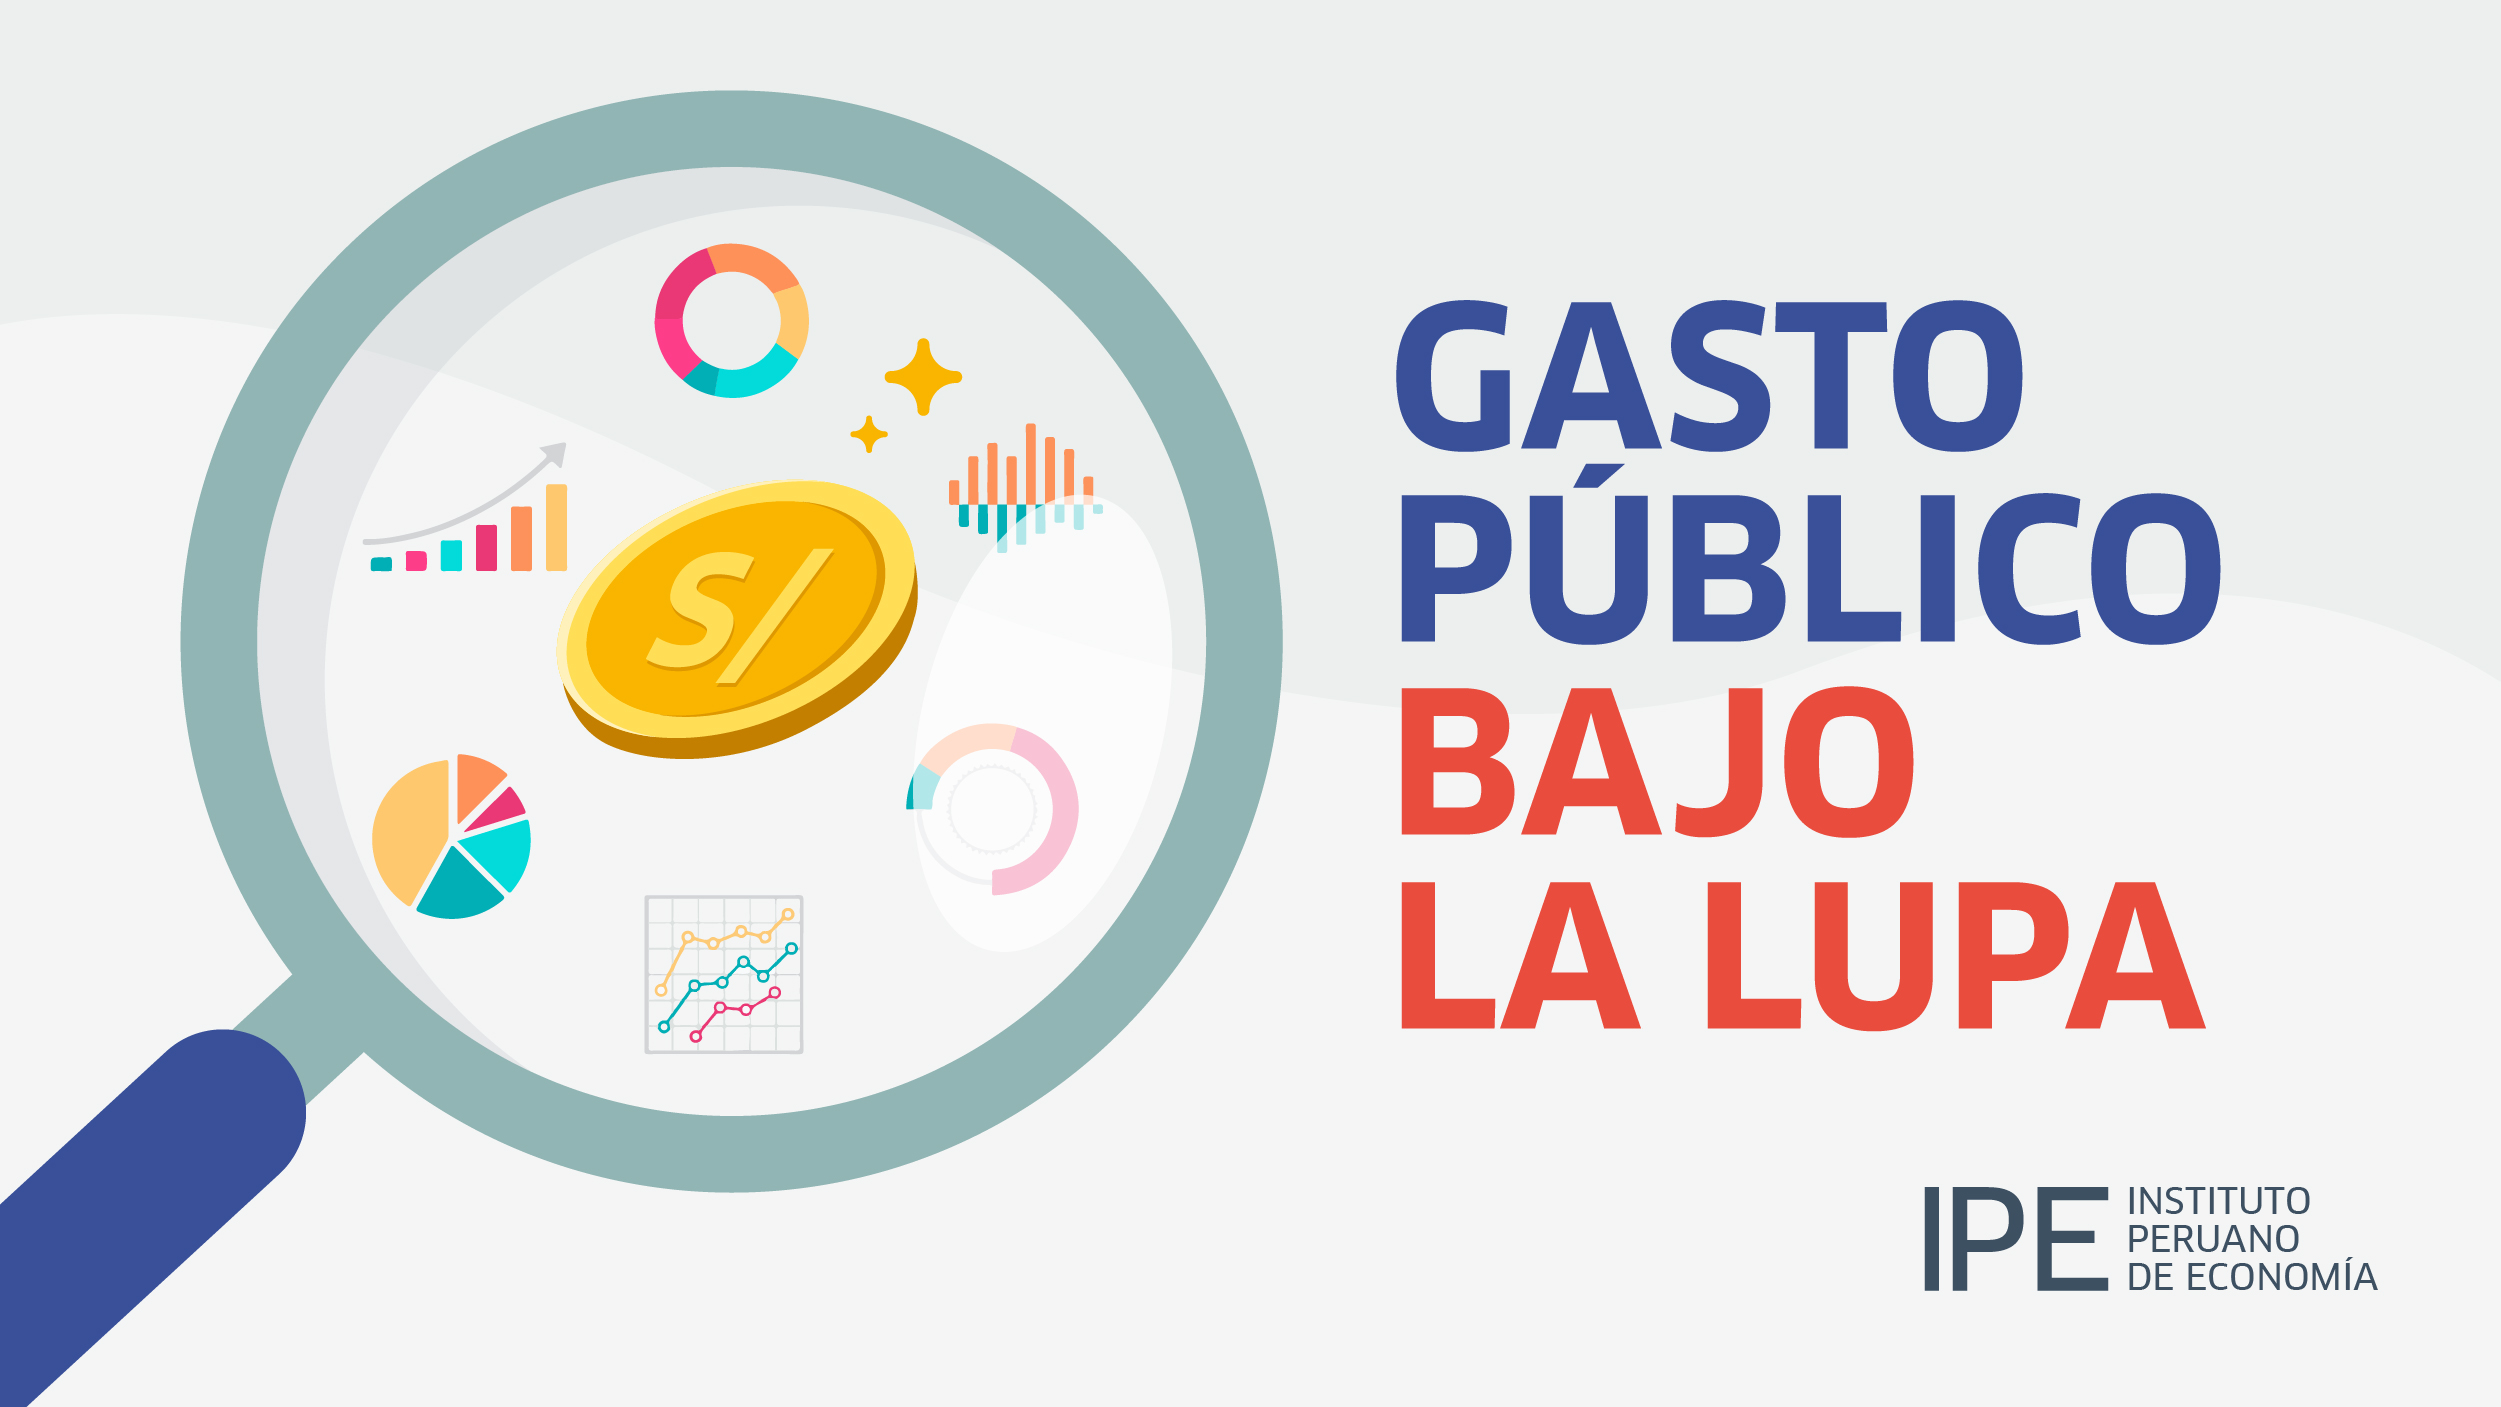 S/
GASTO
PÚBLICO
BAJO
LA LUPA
IPE
INSTITUTO
PERUANO
DE ECONOMÍA